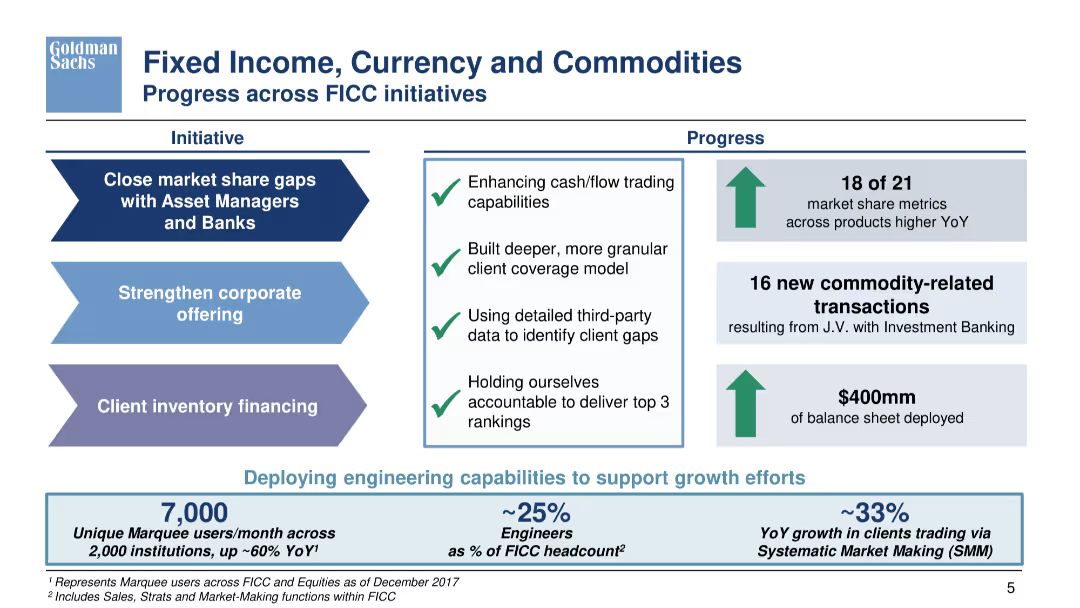 Goldman
Sachs
Fixed Income, Currency and Commodities
Progress across FICC initiatives
Initiative
Progress
Close market share gaps
with Asset Managers
and Banks
Strengthen corporate
offering
Client inventory financing
Enhancing cash/flow trading
capabilities
Built deeper, more granular
client coverage model
Using detailed third-party
data to identify client gaps
Holding ourselves
accountable to deliver top 3
rankings
18 of 21
market share metrics
across products higher YoY
16 new commodity-related
transactions
resulting from J.V. with Investment Banking
$400mm
of balance sheet deployed
Deploying engineering capabilities to support growth efforts
7,000
Unique Marquee users/month across
2,000 institutions, up ~60% YoY¹
~25%
Engineers
as % of FICC headcount²
~33%
YoY growth in clients trading via
Systematic Market Making (SMM)
¹ Represents Marquee users across FICC and Equities as of December 2017
² Includes Sales, Strats and Market-Making functions within FICC
5